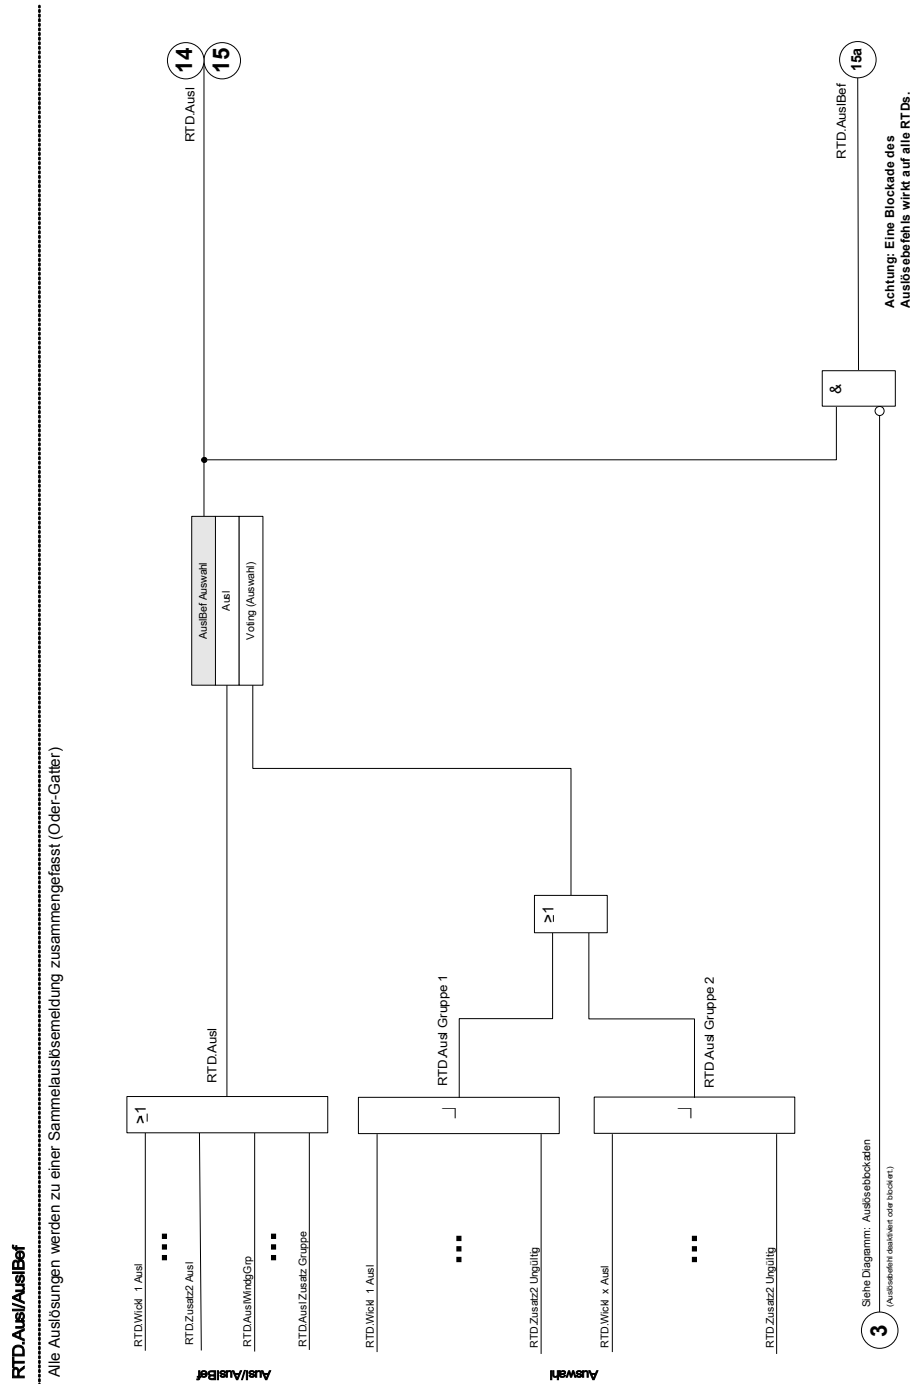 RTD.Ausl/AuslBef
Alle Auslösungen werden zu einer Sammelauslösemeldung zusammengefasst (Oder-Gatter)
Ausl/AuslBef
RTD.Wickl 1 Ausl
RTD.Zusatz2 Ausl
RTD.AuslWindgGrp
RTD.Ausl Zusatz Gruppe
≥1
RTD.Ausl
AuslBef Auswahl
Ausl
Voting (Auswahl)
RTD.Ausl
14
15
Auswahl
RTD.Wickl 1 Ausl
RTD.Zusatz2 Ungültig
RTD.Ausl Gruppe 1
RTD.Wickl x Ausl
RTD.Zusatz2 Ungültig
RTD.Ausl Gruppe 2
≥1
3
Siehe Diagramm: Auslöseblockaden
(Auslösebefehl deaktiviert oder blockiert.)
&
RTD.AuslBef
15a
Achtung: Eine Blockade des
Auslösebefehls wirkt auf alle RTDs.